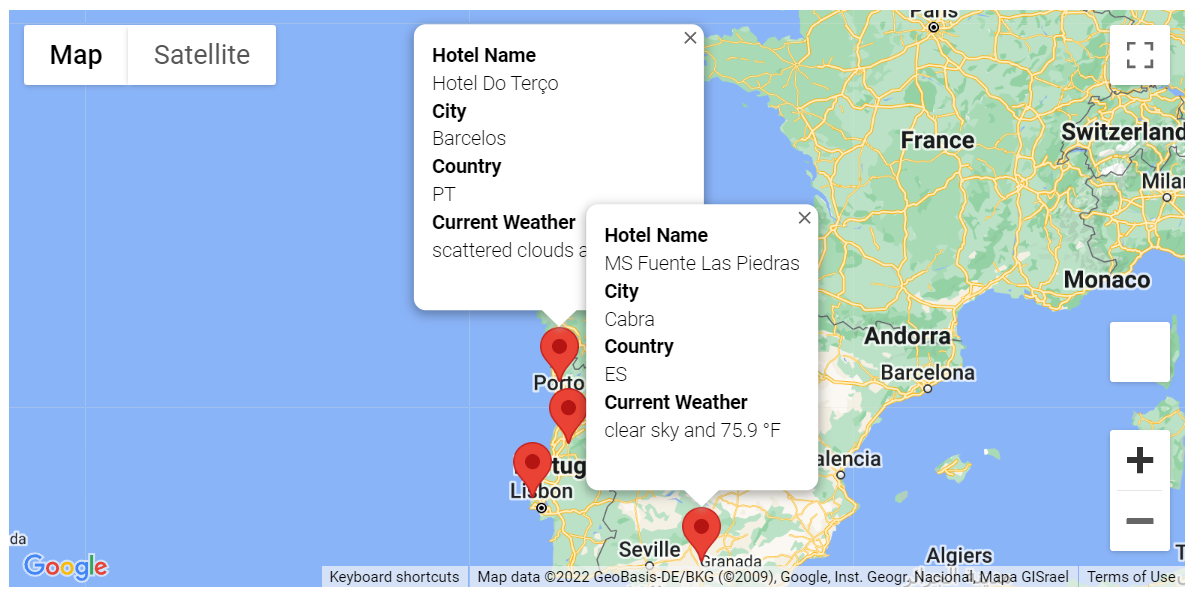 Map
Satellite
Hotel Name
Hotel Do Terço
City
Barcelos
Country
PT
Current Weather
scattered clouds a
Hotel Name
MS Fuente Las Piedras
City
Cabra
Country
ES
Current Weather
clear sky and 75.9 °F
Paris
France
Switzerland
Milan
Monaco
Andorra
Barcelona
Porto
Lisbon
alencia
Seville
Granada
Algiers
da
Google
Keyboard shortcuts
Map data ©2022 GeoBasis-DE/BKG (©2009), Google, Inst. Geogr. Nacional, Mapa GISrael
Terms of Use